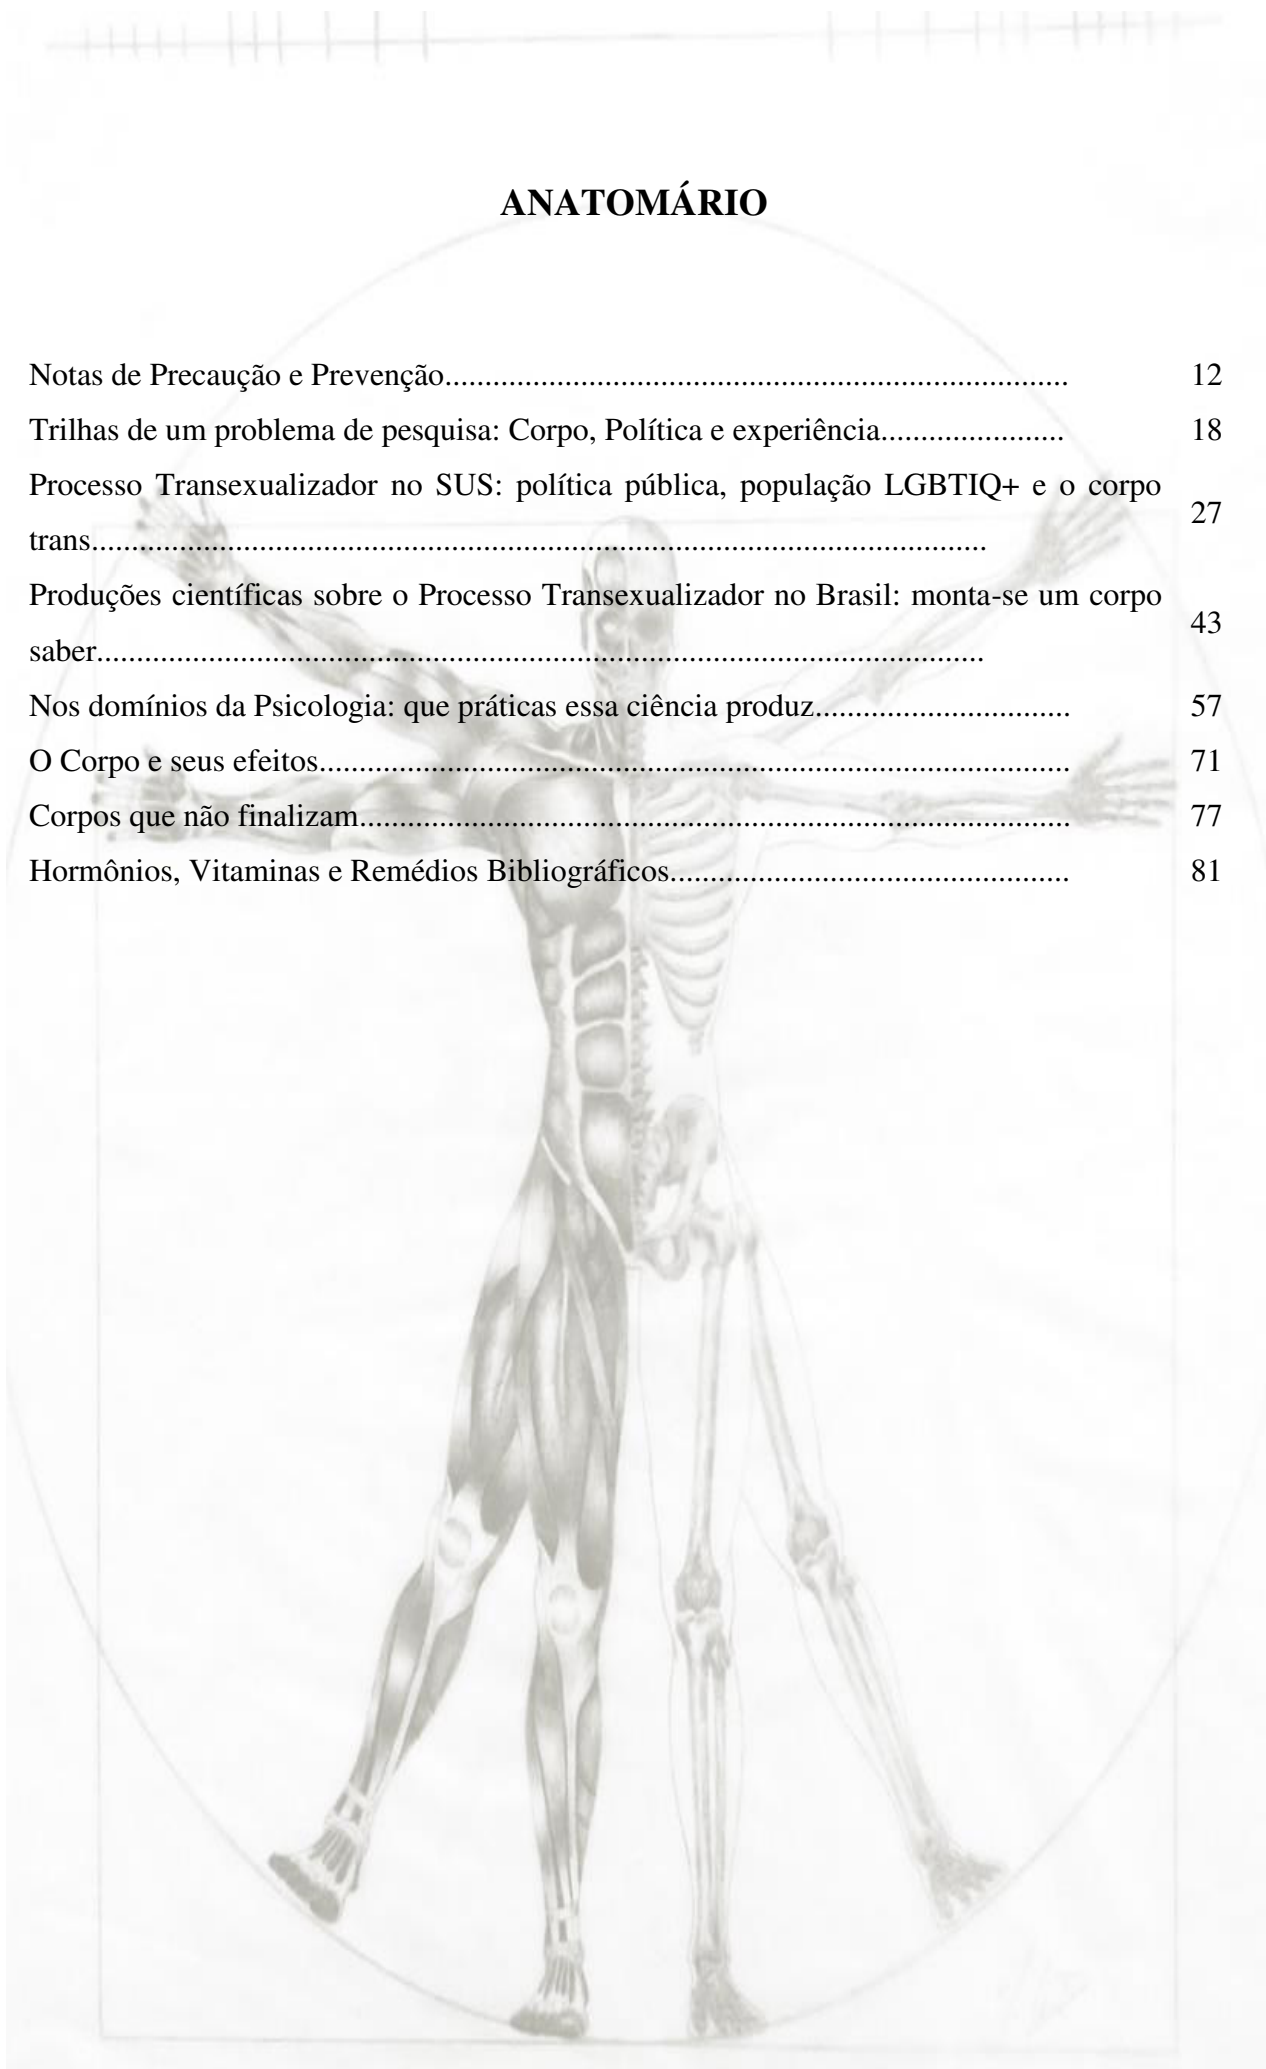 ANATOMÁRIO
Notas de Precaução e Prevenção.............................................................................. 12
Trilhas de um problema de pesquisa: Corpo, Política e experiência....................... 18
Processo Transexualizador no SUS: política pública, população LGBTIQ+ e o corpo
trans................................................................................................................ 27
Produções científicas sobre o Processo Transexualizador no Brasil: monta-se um corpo
saber............................................................................................................... 43
Nos domínios da Psicologia: que práticas essa ciência produz................................ 57
O Corpo e seus efeitos.............................................................................................. 71
Corpos que não finalizam......................................................................................... 77
Hormônios, Vitaminas e Remédios Bibliográficos.................................................. 81